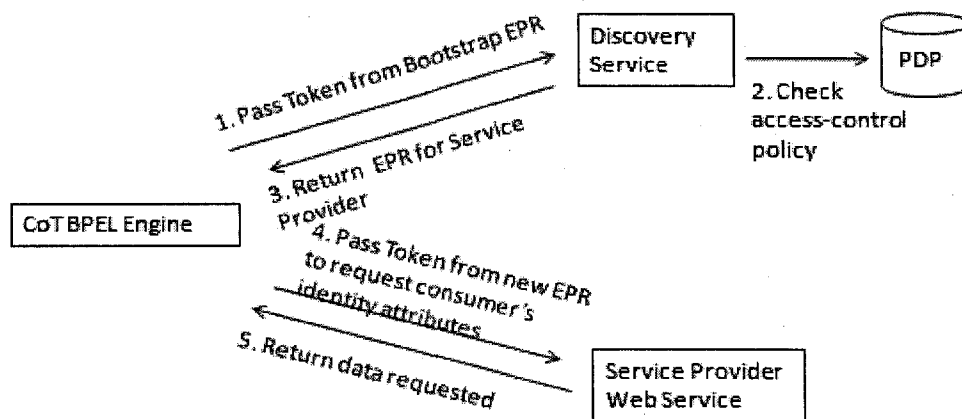 1. Pass Token from Bootstrap EPR
Discovery
Service
PDP
2. Check
access-control
policy
3. Return EPR for Service
Provider
CoT BPEL Engine
4. Pass Token from new EPR
to request consumer's
identity attributes
5. Return data requested
Service Provider
Web Service